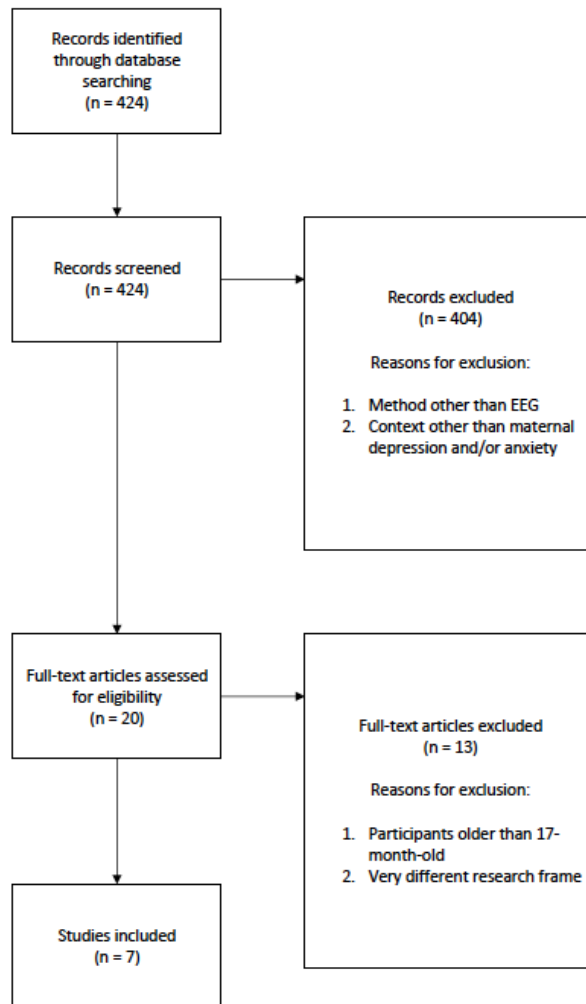 Records identified
through database
searching
(n = 424)
Records screened
(n = 424)
Records excluded
(n = 404)
Reasons for exclusion:
1. Method other than EEG
2. Context other than maternal
depression and/or anxiety
Full-text articles assessed
for eligibility
(n = 20)
Full-text articles excluded
(n = 13)
Reasons for exclusion:
1. Participants older than 17-
month-old
2. Very different research frame
Studies included
(n = 7)